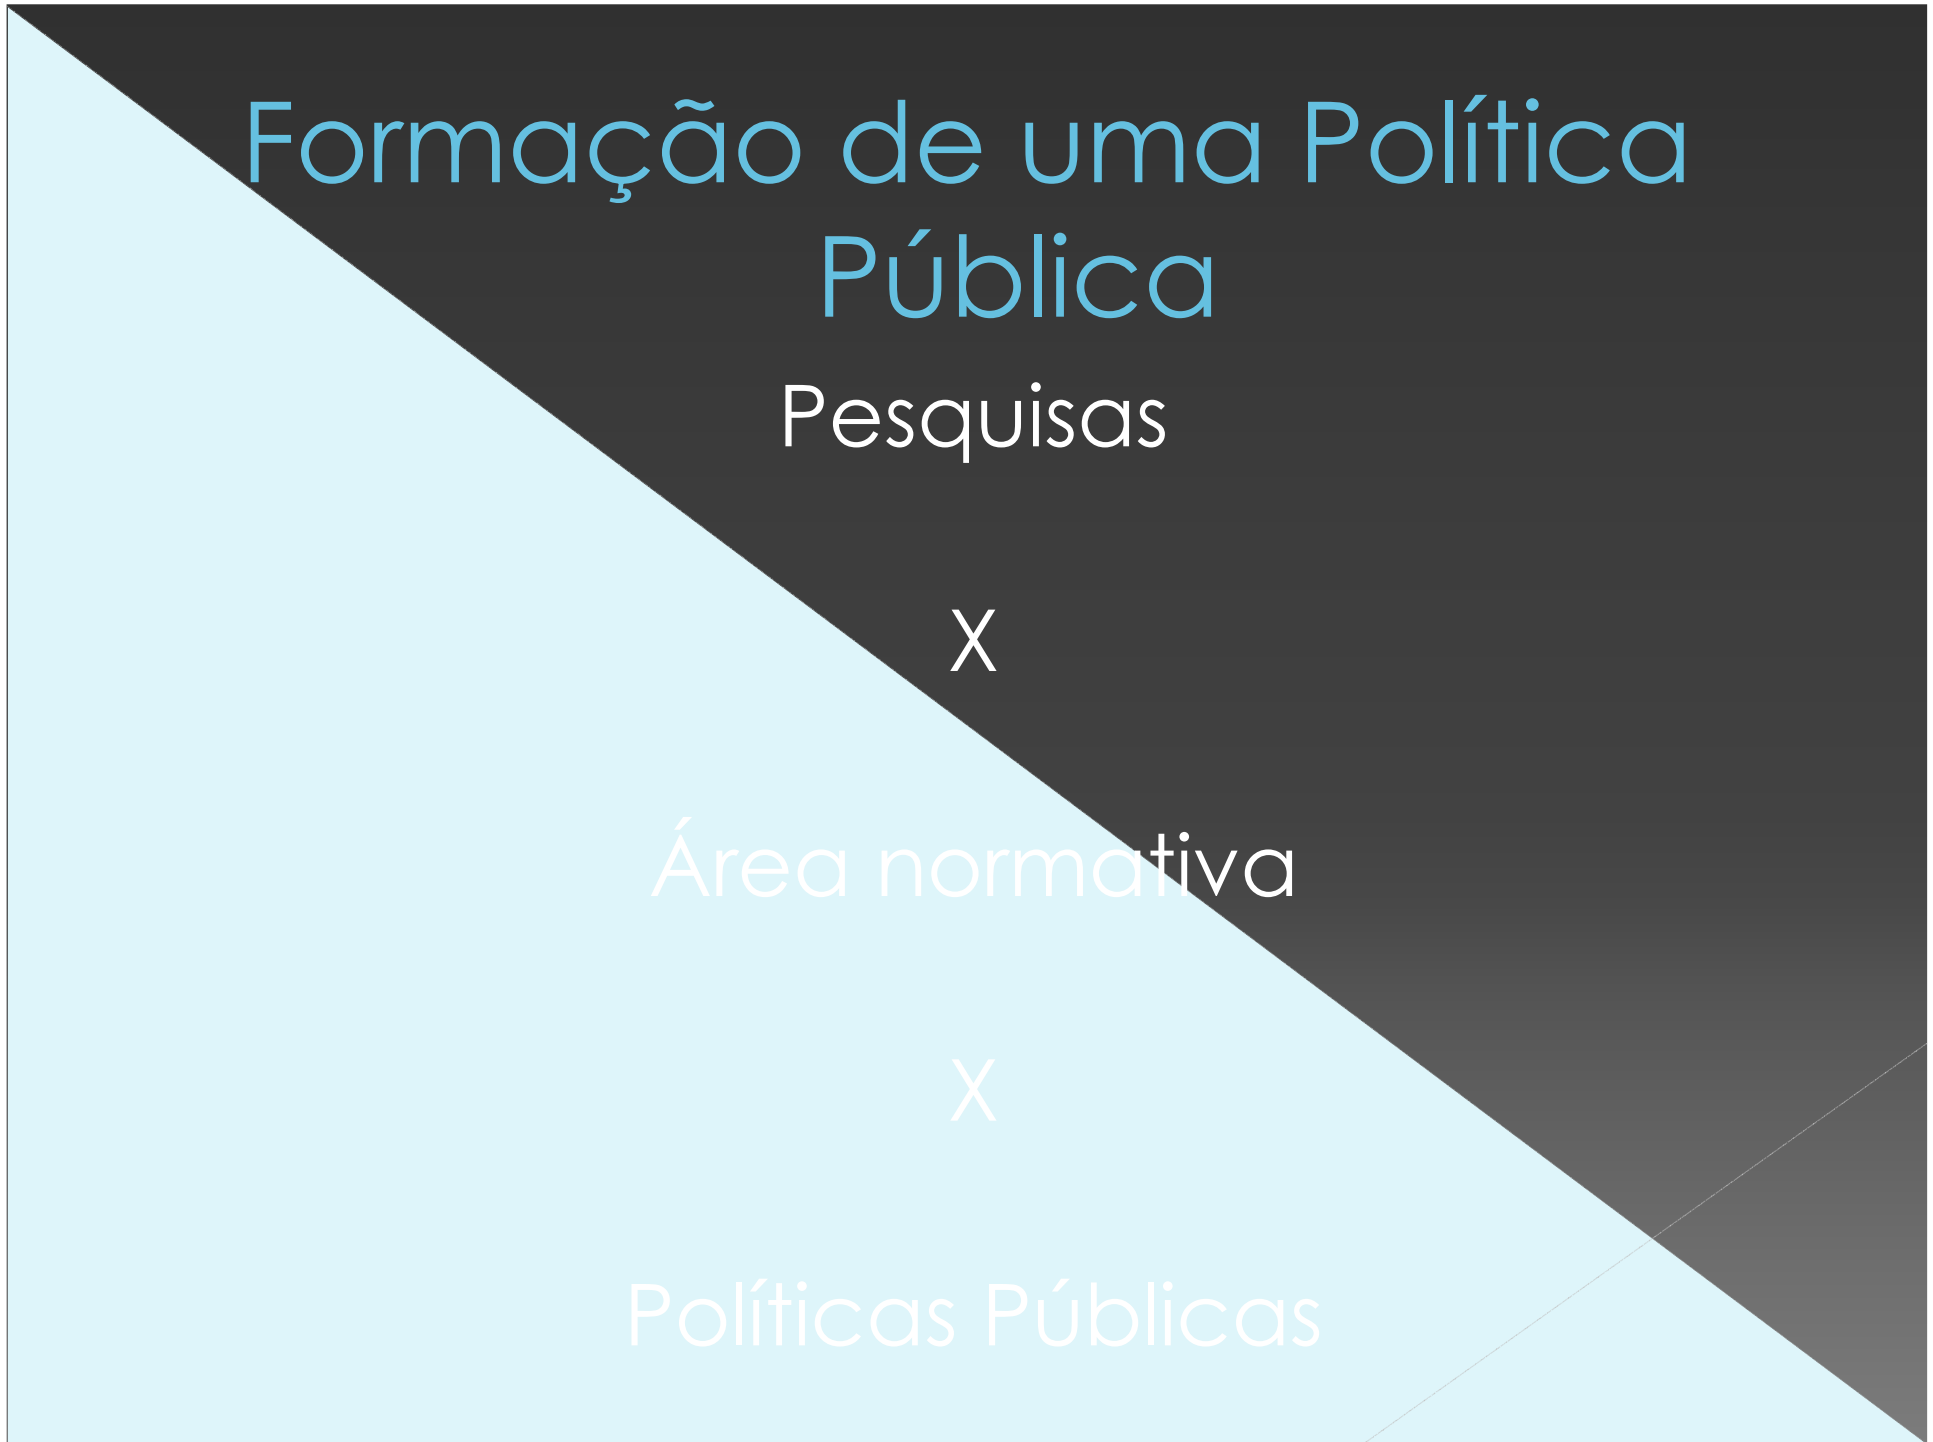 Formação de uma Política
Pública
Pesquisas
X
Área normativa
X
Políticas Públicas